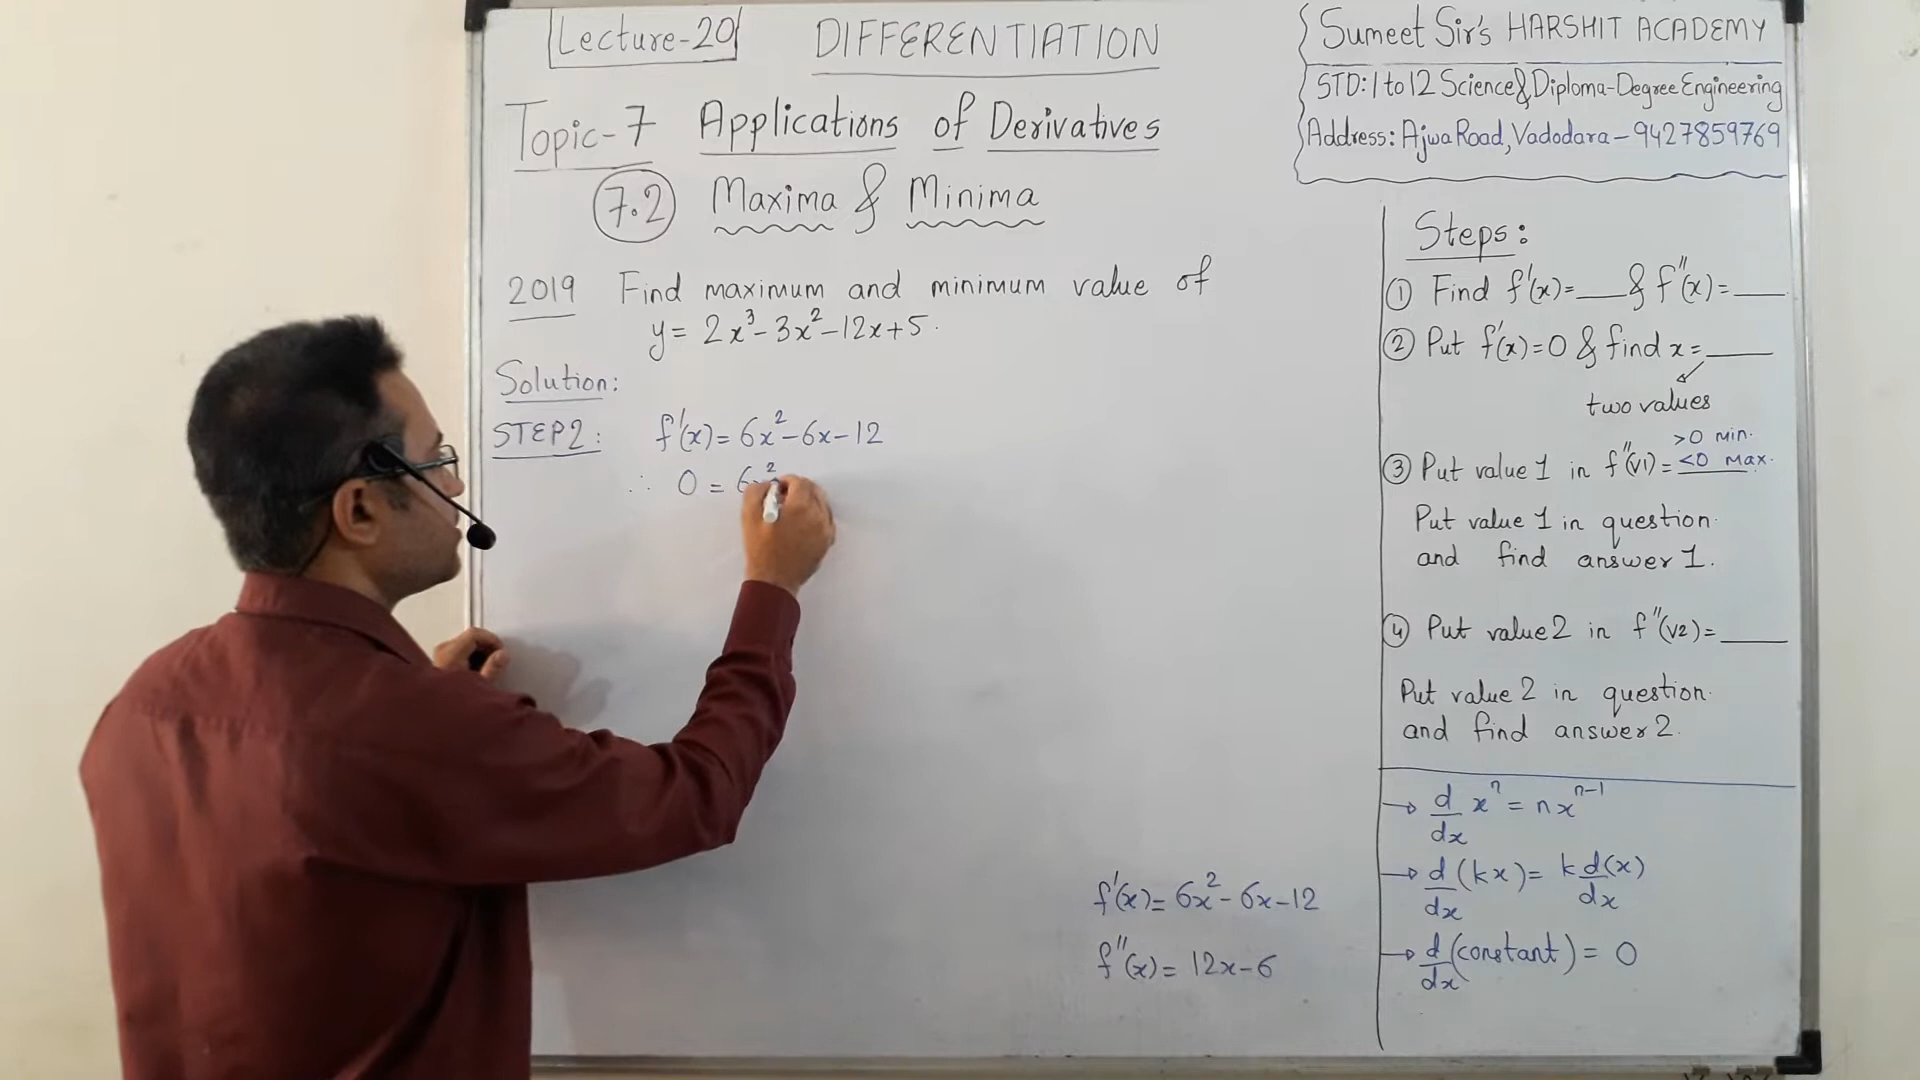 Lecture-20 DIFFERENTIATION
Topic-7 Applications of Derivatives
7.2 Maxima & Minima
2019 Find maximum and minimum value of
y = 2x³-3x²-12x+5.
Solution:
STEP2: f'(x) = 6x²-6x-12
∴ 0 = 6x²
f'(x) = 6x²-6x-12
f''(x) = 12x-6
Sumeet Sir's HARSHIT ACADEMY
STD: 1 to 12 Science & Diploma-Degree Engineering
Address: Ajwa Road, Vadodara - 9427859769
Steps:
① Find f'(x)=___ & f''(x)=___
② Put f'(x)=0 & find x=___
two values
>0 min.
③ Put value 1 in f''(v1) = <0 max.
Put value 1 in question
and find answer 1.
④ Put value 2 in f''(v2)=___
Put value 2 in question
and find answer 2.
→ d/dx xⁿ = nxⁿ⁻¹
→ d/dx (kx) = k d(x)/dx
→ d/dx (constant) = 0